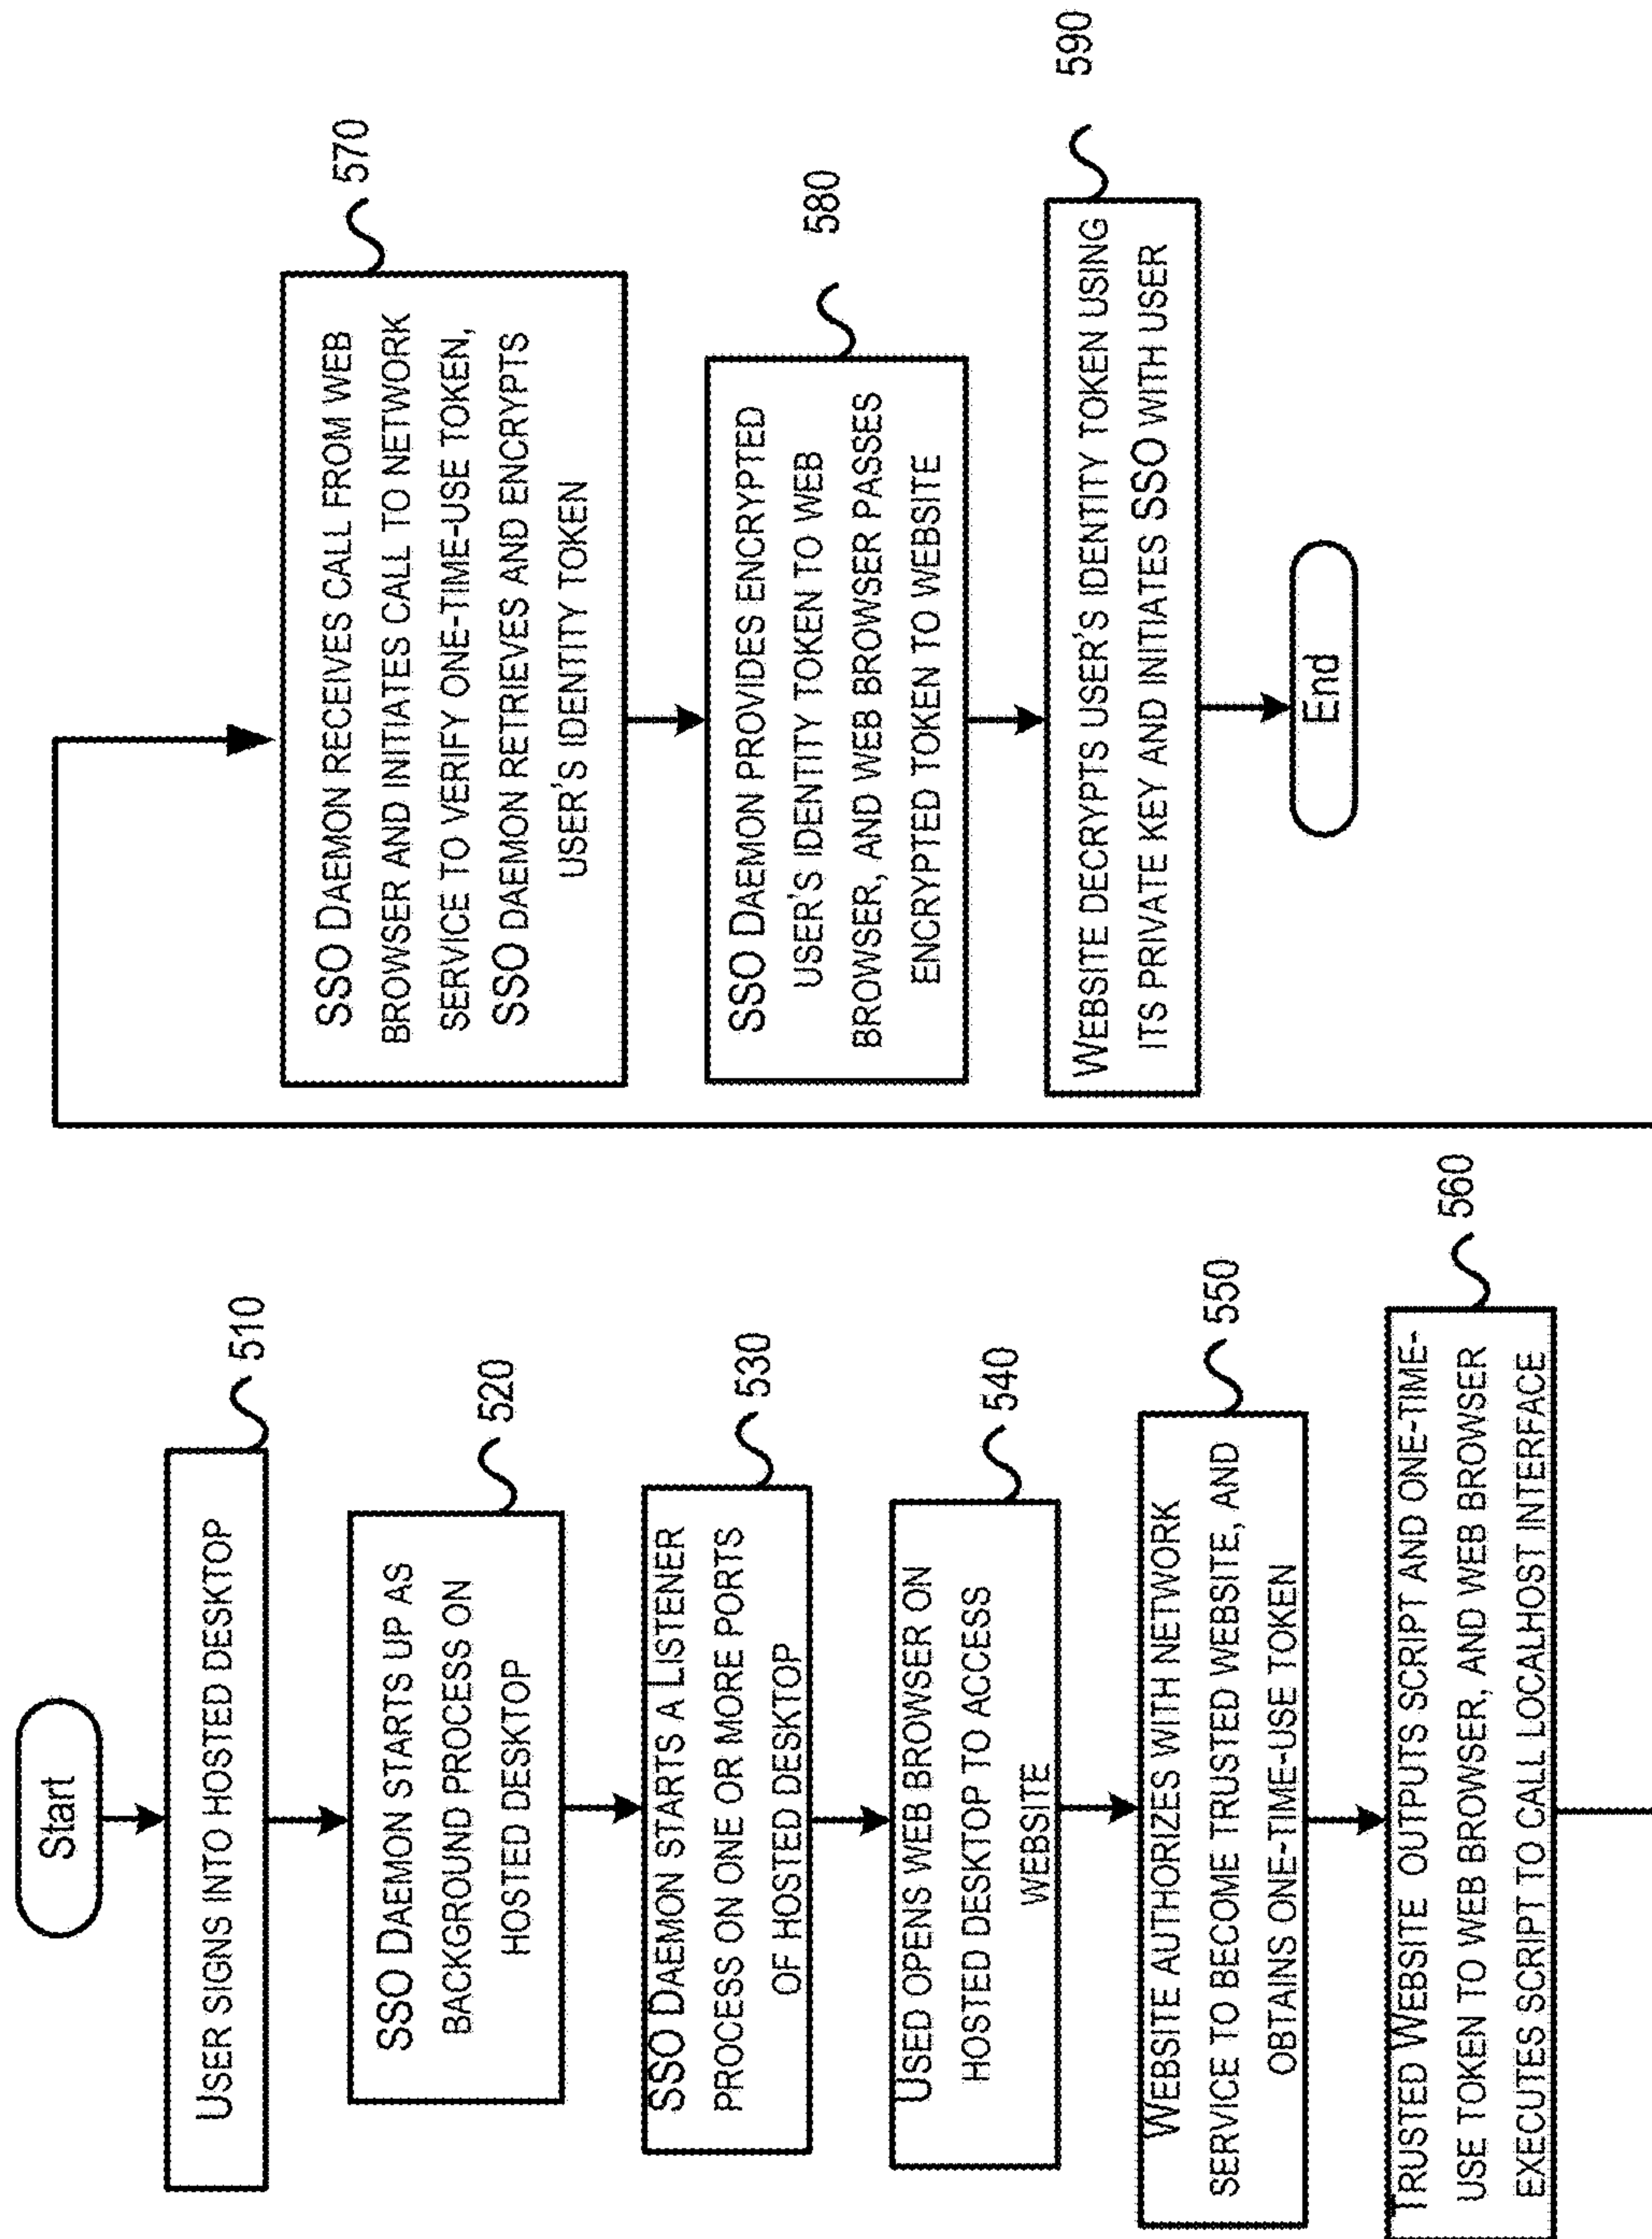 Start
USER SIGNS INTO HOSTED DESKTOP
510
SSO DAEMON STARTS UP AS
BACKGROUND PROCESS ON
HOSTED DESKTOP
520
SSO DAEMON STARTS A LISTENER
PROCESS ON ONE OR MORE PORTS
OF HOSTED DESKTOP
530
USED OPENS WEB BROWSER ON
HOSTED DESKTOP TO ACCESS
WEBSITE
540
WEBSITE AUTHORIZES WITH NETWORK
SERVICE TO BECOME TRUSTED WEBSITE, AND
OBTAINS ONE-TIME-USE TOKEN
550
TRUSTED WEBSITE OUTPUTS SCRIPT AND ONE-TIME-
USE TOKEN TO WEB BROWSER, AND WEB BROWSER
EXECUTES SCRIPT TO CALL LOCALHOST INTERFACE
560
SSO DAEMON RECEIVES CALL FROM WEB
BROWSER AND INITIATES CALL TO NETWORK
SERVICE TO VERIFY ONE-TIME-USE TOKEN,
SSO DAEMON RETRIEVES AND ENCRYPTS
USER'S IDENTITY TOKEN
570
SSO DAEMON PROVIDES ENCRYPTED
USER'S IDENTITY TOKEN TO WEB
BROWSER, AND WEB BROWSER PASSES
ENCRYPTED TOKEN TO WEBSITE
580
WEBSITE DECRYPTS USER'S IDENTITY TOKEN USING
ITS PRIVATE KEY AND INITIATES SSO WITH USER
590
End